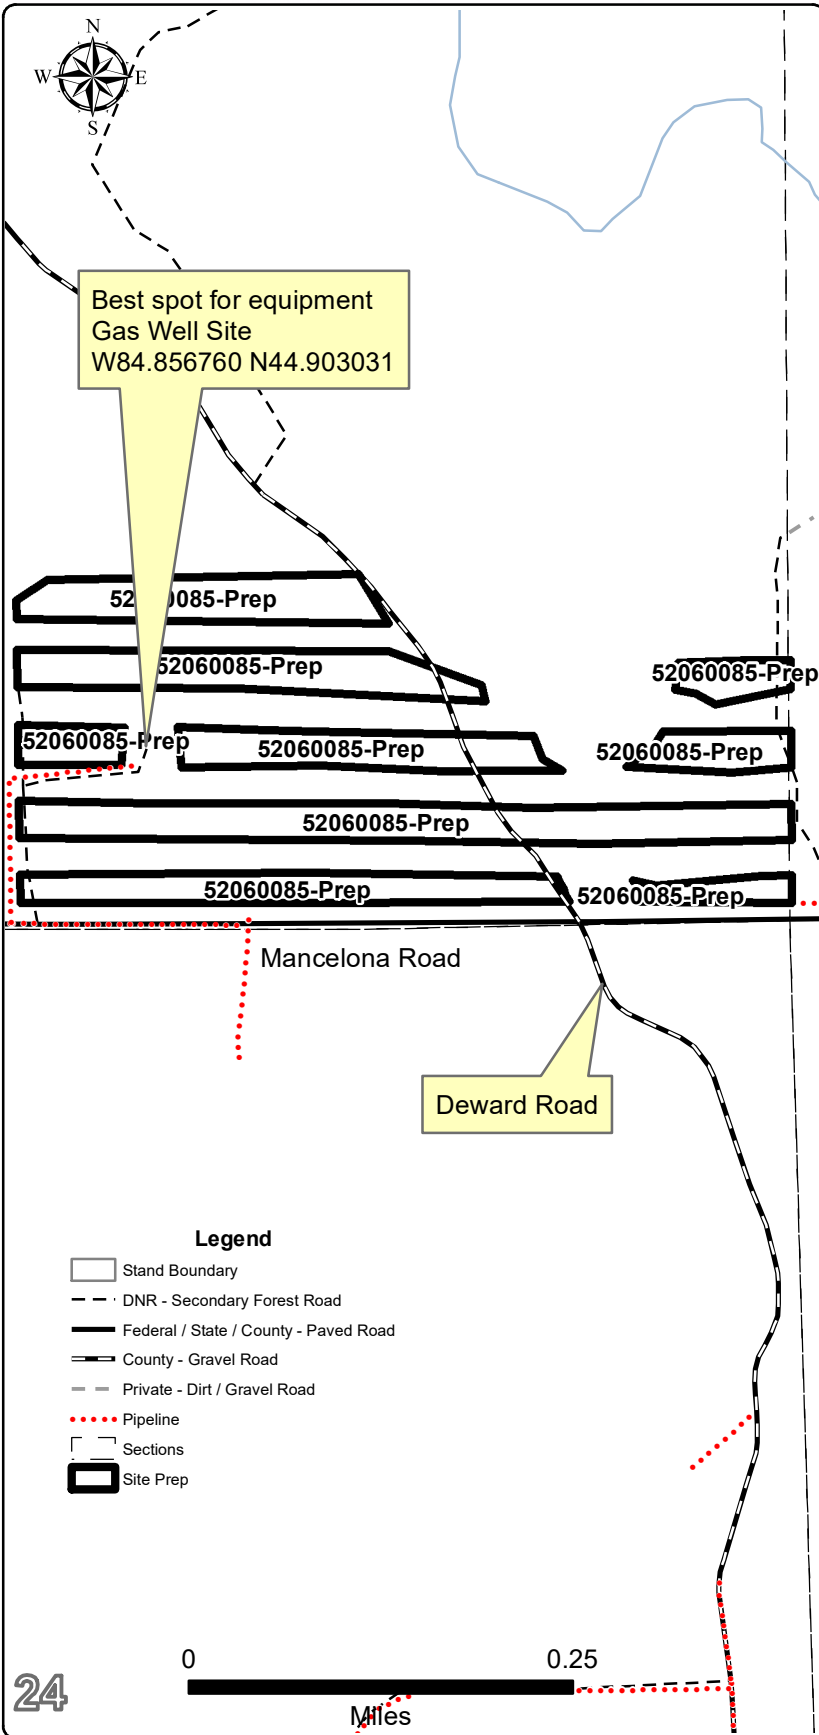 N
W E
S
Best spot for equipment
Gas Well Site
W84.856760 N44.903031
52060085-Prep
52060085-Prep
52060085-Prep
52060085-Prep
52060085-Prep
52060085-Prep
52060085-Prep
52060085-Prep
52060085-Prep
Mancelona Road
Deward Road
Legend
Stand Boundary
DNR - Secondary Forest Road
Federal / State / County - Paved Road
County - Gravel Road
Private - Dirt / Gravel Road
Pipeline
Sections
Site Prep
0 0.25
Miles
24